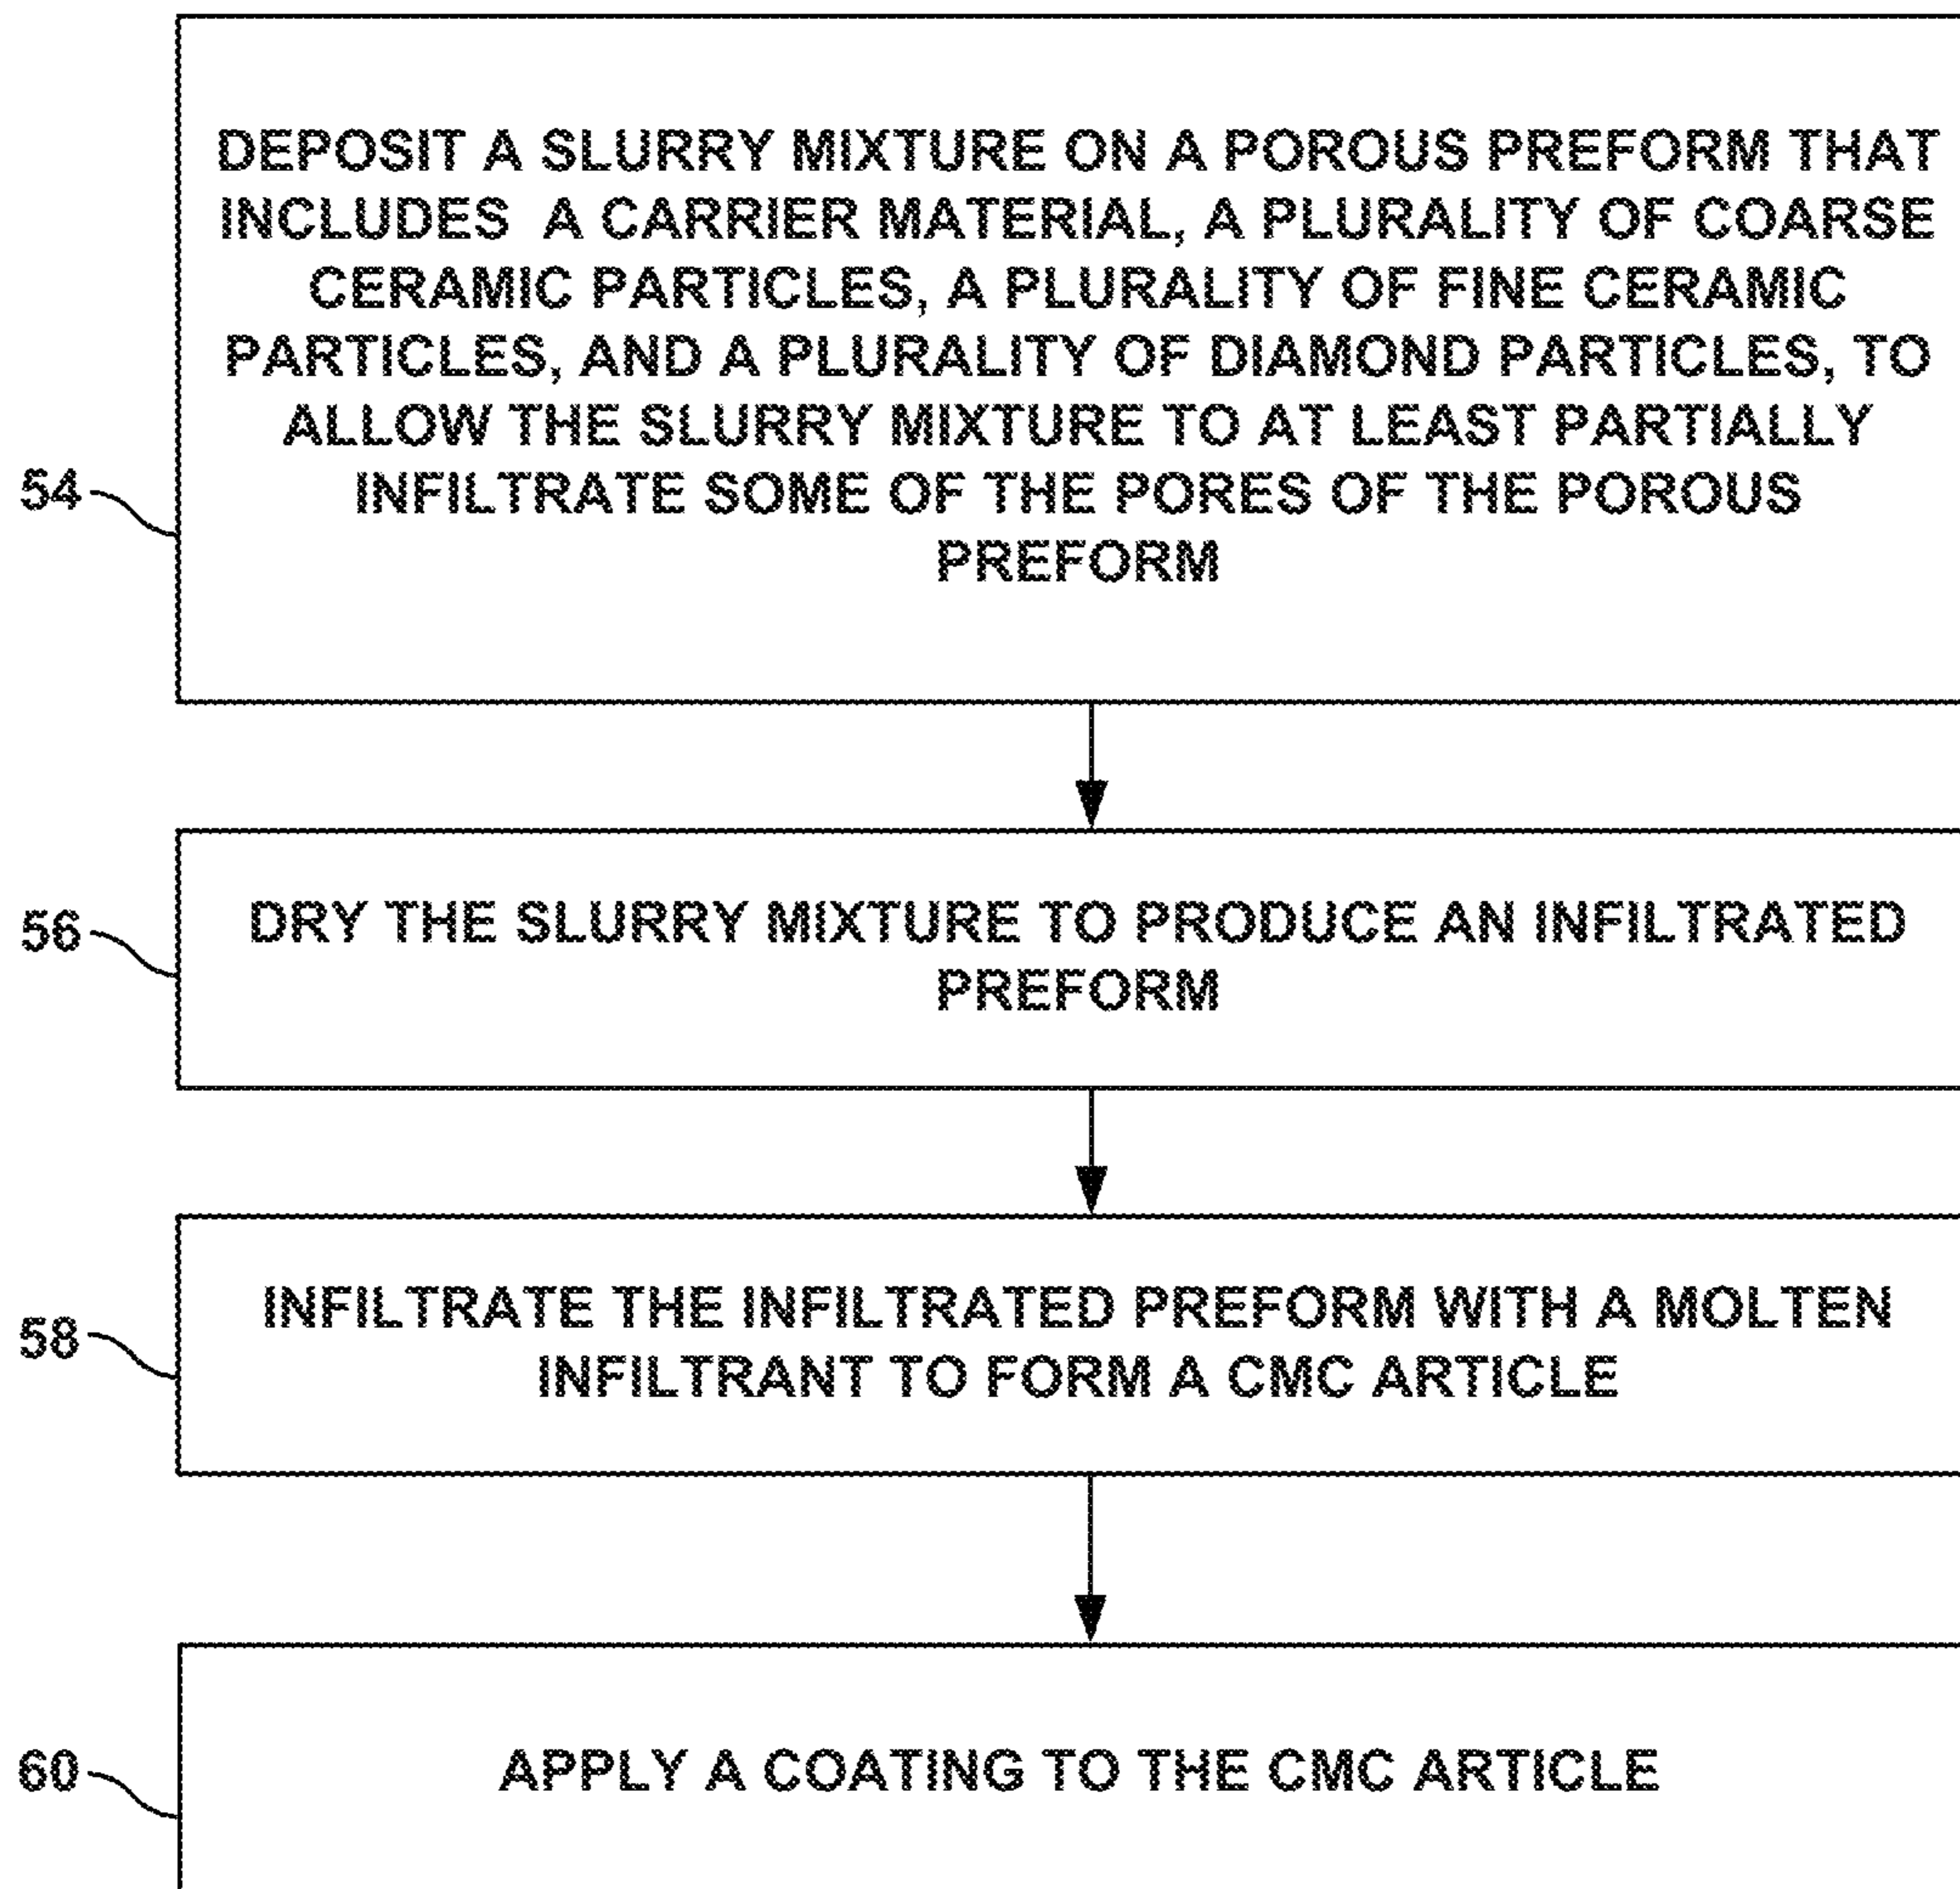 DEPOSIT A SLURRY MIXTURE ON A POROUS PREFORM THAT
INCLUDES A CARRIER MATERIAL, A PLURALITY OF COARSE
CERAMIC PARTICLES, A PLURALITY OF FINE CERAMIC
PARTICLES, AND A PLURALITY OF DIAMOND PARTICLES, TO
ALLOW THE SLURRY MIXTURE TO AT LEAST PARTIALLY
INFILTRATE SOME OF THE PORES OF THE POROUS
PREFORM
54
DRY THE SLURRY MIXTURE TO PRODUCE AN INFILTRATED
PREFORM
56
INFILTRATE THE INFILTRATED PREFORM WITH A MOLTEN
INFILTRANT TO FORM A CMC ARTICLE
58
APPLY A COATING TO THE CMC ARTICLE
60